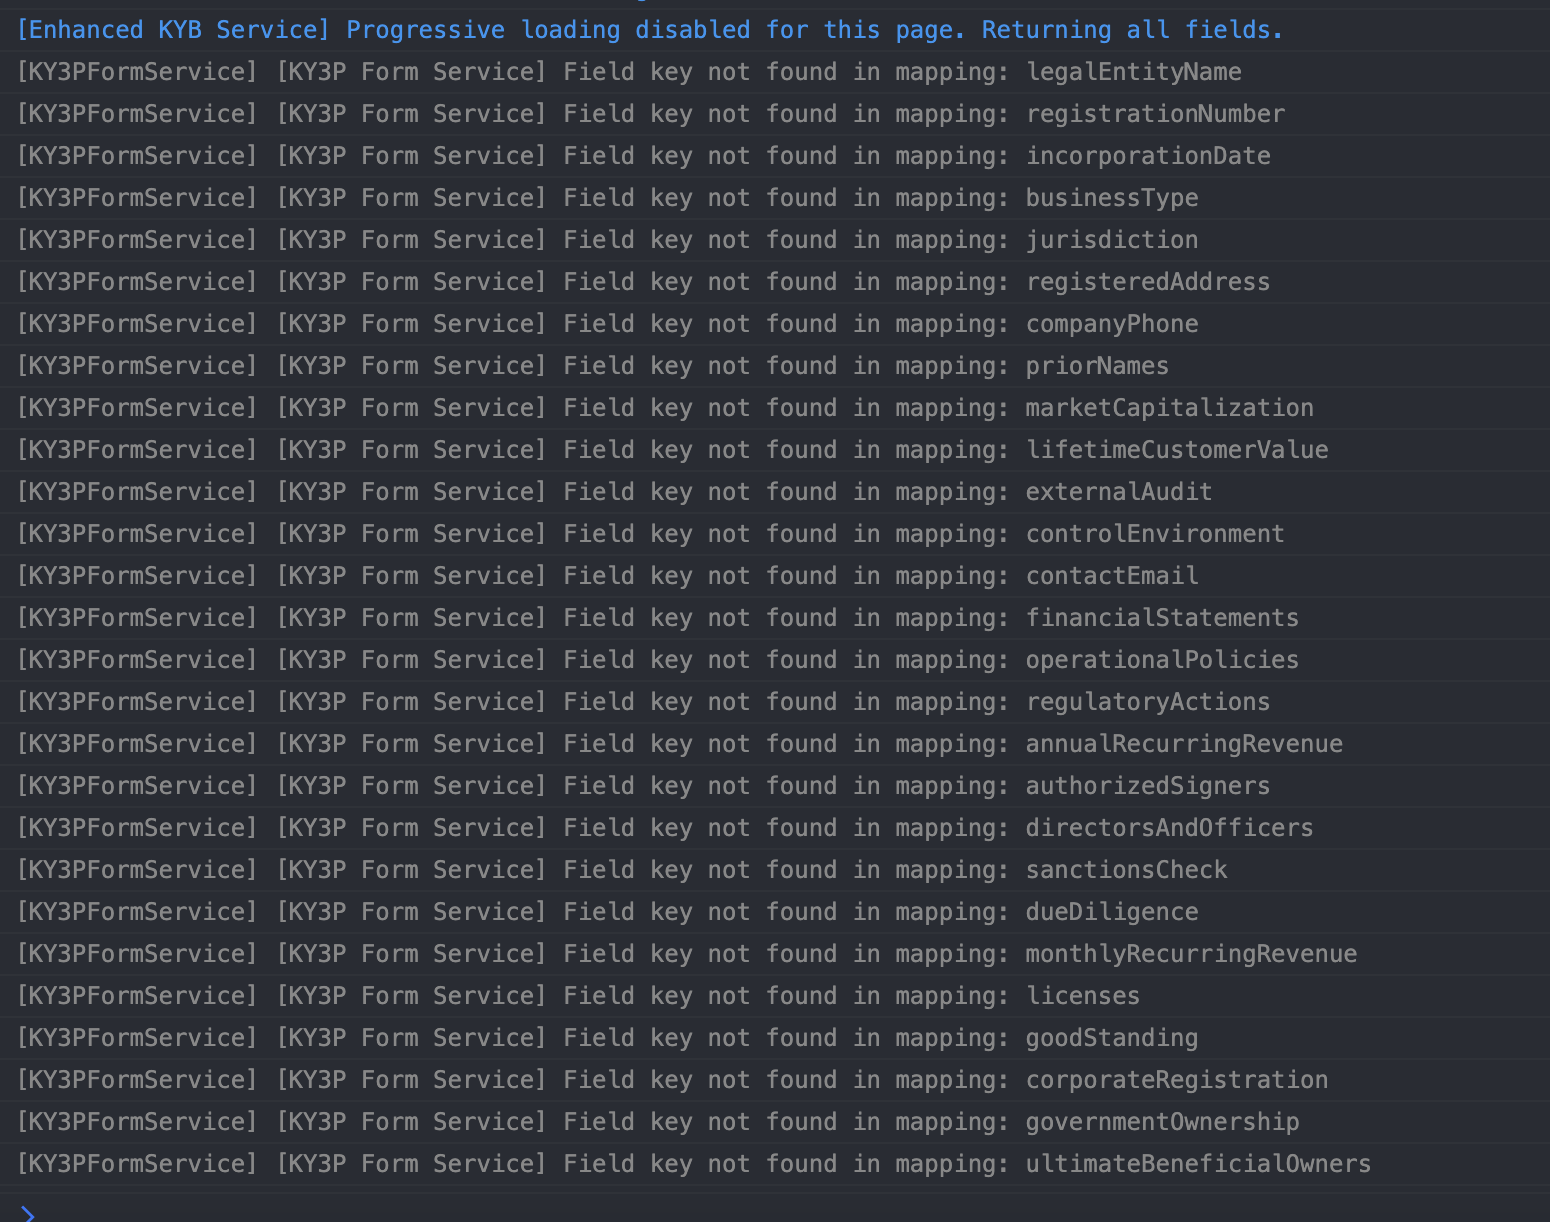 [Enhanced KYB Service] Progressive loading disabled for this page. Returning all fields.
[KY3PFormService] [KY3P Form Service] Field key not found in mapping: legalEntityName
[KY3PFormService] [KY3P Form Service] Field key not found in mapping: registrationNumber
[KY3PFormService] [KY3P Form Service] Field key not found in mapping: incorporationDate
[KY3PFormService] [KY3P Form Service] Field key not found in mapping: businessType
[KY3PFormService] [KY3P Form Service] Field key not found in mapping: jurisdiction
[KY3PFormService] [KY3P Form Service] Field key not found in mapping: registeredAddress
[KY3PFormService] [KY3P Form Service] Field key not found in mapping: companyPhone
[KY3PFormService] [KY3P Form Service] Field key not found in mapping: priorNames
[KY3PFormService] [KY3P Form Service] Field key not found in mapping: marketCapitalization
[KY3PFormService] [KY3P Form Service] Field key not found in mapping: lifetimeCustomerValue
[KY3PFormService] [KY3P Form Service] Field key not found in mapping: externalAudit
[KY3PFormService] [KY3P Form Service] Field key not found in mapping: controlEnvironment
[KY3PFormService] [KY3P Form Service] Field key not found in mapping: contactEmail
[KY3PFormService] [KY3P Form Service] Field key not found in mapping: financialStatements
[KY3PFormService] [KY3P Form Service] Field key not found in mapping: operationalPolicies
[KY3PFormService] [KY3P Form Service] Field key not found in mapping: regulatoryActions
[KY3PFormService] [KY3P Form Service] Field key not found in mapping: annualRecurringRevenue
[KY3PFormService] [KY3P Form Service] Field key not found in mapping: authorizedSigners
[KY3PFormService] [KY3P Form Service] Field key not found in mapping: directorsAndOfficers
[KY3PFormService] [KY3P Form Service] Field key not found in mapping: sanctionsCheck
[KY3PFormService] [KY3P Form Service] Field key not found in mapping: dueDiligence
[KY3PFormService] [KY3P Form Service] Field key not found in mapping: monthlyRecurringRevenue
[KY3PFormService] [KY3P Form Service] Field key not found in mapping: licenses
[KY3PFormService] [KY3P Form Service] Field key not found in mapping: goodStanding
[KY3PFormService] [KY3P Form Service] Field key not found in mapping: corporateRegistration
[KY3PFormService] [KY3P Form Service] Field key not found in mapping: governmentOwnership
[KY3PFormService] [KY3P Form Service] Field key not found in mapping: ultimateBeneficialOwners